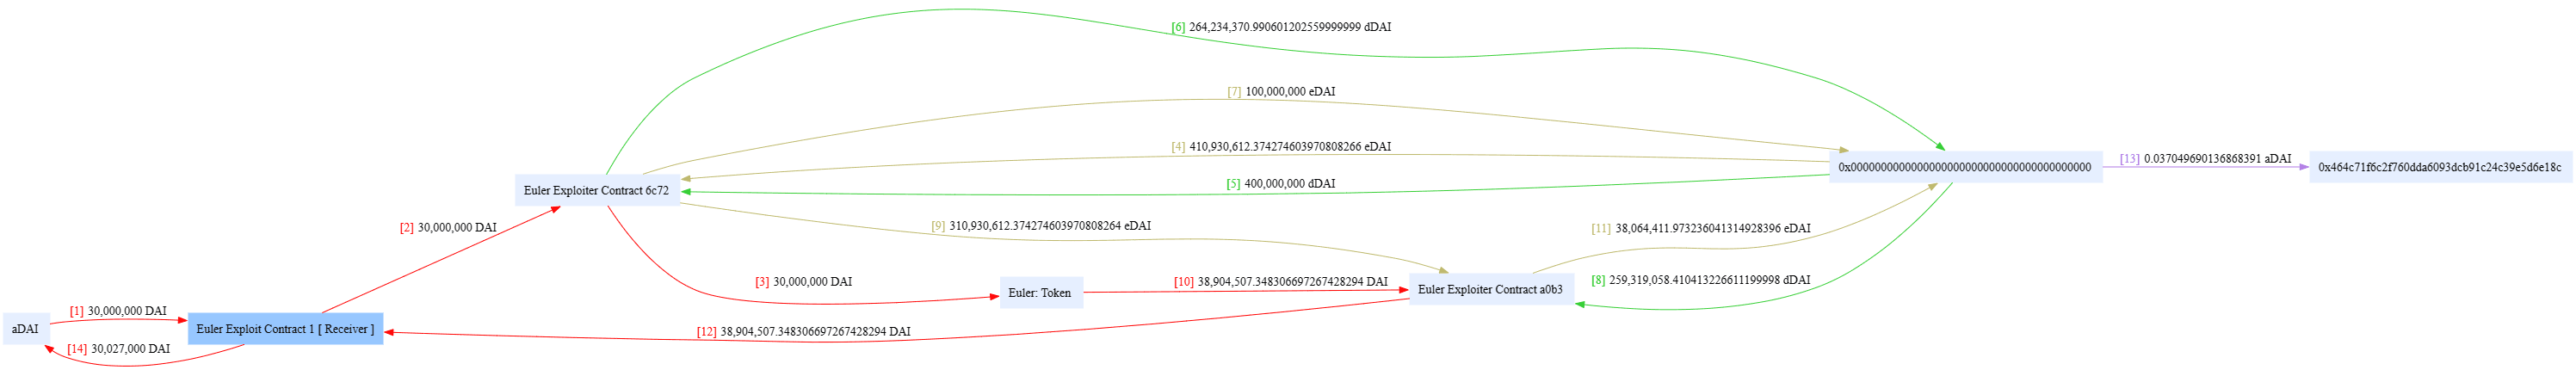 [6] 264,234,370.990601202559999999 dDAI
[7] 100,000,000 eDAI
[4] 410,930,612.374274603970808266 eDAI
[13] 0.037049690136868391 aDAI
0x0000000000000000000000000000000000000000
0x464c71f6c2f760dda6093dcb91c24c39e5d6e18c
[5] 400,000,000 dDAI
Euler Exploiter Contract 6c72
[2] 30,000,000 DAI
[9] 310,930,612.374274603970808264 eDAI
[11] 38,064,411.973236041314928396 eDAI
[3] 30,000,000 DAI
[10] 38,904,507.348306697267428294 DAI
[8] 259,319,058.410413226611199998 dDAI
Euler: Token
Euler Exploiter Contract a0b3
[1] 30,000,000 DAI
aDAI
Euler Exploit Contract 1 [ Receiver ]
[12] 38,904,507.348306697267428294 DAI
[14] 30,027,000 DAI